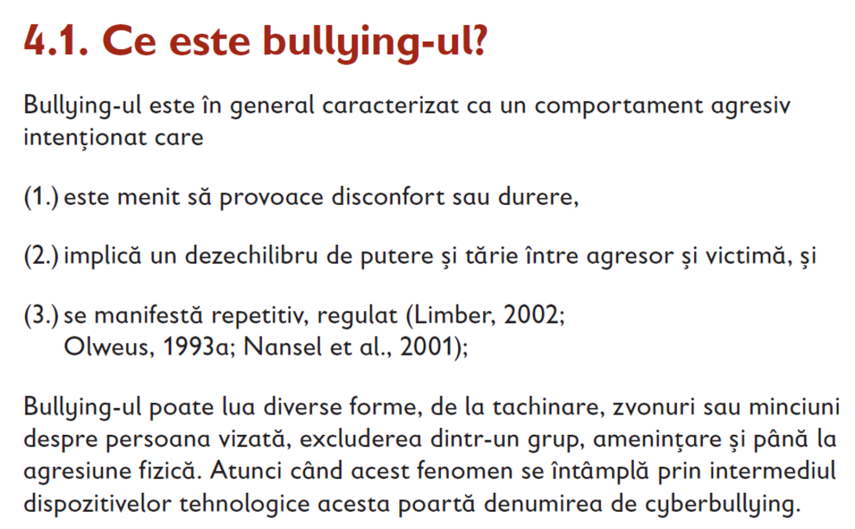 4.1. Ce este bullying-ul?
Bullying-ul este în general caracterizat ca un comportament agresiv
intenționat care
(1.) este menit să provoace disconfort sau durere,
(2.) implică un dezechilibru de putere și tărie între agresor și victimă, și
(3.) se manifestă repetitiv, regulat (Limber, 2002;
Olweus, 1993a; Nansel et al., 2001);
Bullying-ul poate lua diverse forme, de la tachinare, zvonuri sau minciuni
despre persoana vizată, excluderea dintr-un grup, amenințare și până la
agresiune fizică. Atunci când acest fenomen se întâmplă prin intermediul
dispozitivelor tehnologice acesta poartă denumirea de cyberbullying.